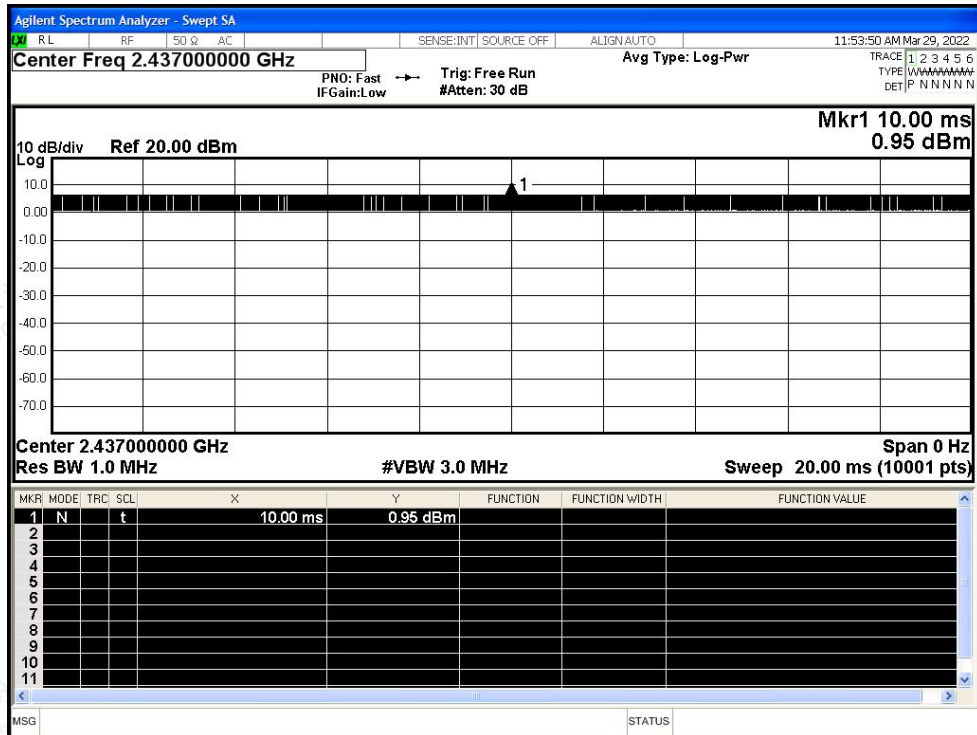 Agilent Spectrum Analyzer - Swept SA
LXI RL RF 50 Ω AC SENSE:INT SOURCE OFF ALIGN AUTO 11:53:50 AM Mar 29, 2022
Center Freq 2.437000000 GHz
PNO: Fast
IFGain:Low
Trig: Free Run
#Atten: 30 dB
Avg Type: Log-Pwr
TRACE 1 2 3 4 5 6
TYPE
DET P N N N N N
Mkr1 10.00 ms
0.95 dBm
10 dB/div Ref 20.00 dBm
Log
10.0
1
0.00
-10.0
-20.0
-30.0
-40.0
-50.0
-60.0
-70.0
Center 2.437000000 GHz Span 0 Hz
Res BW 1.0 MHz #VBW 3.0 MHz Sweep 20.00 ms (10001 pts)
MKR MODE TRC SCL X Y FUNCTION FUNCTION WIDTH FUNCTION VALUE
1 N t 10.00 ms 0.95 dBm
2
3
4
5
6
7
8
9
10
11
MSG STATUS